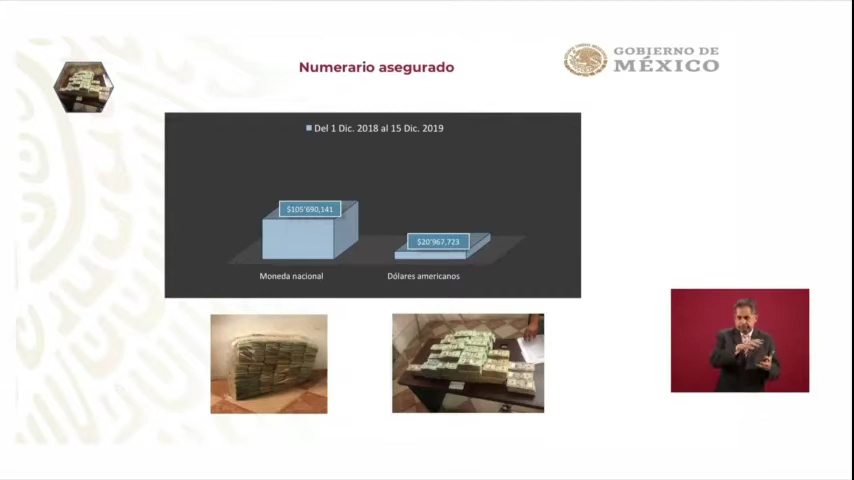 Numerario asegurado
GOBIERNO DE
MÉXICO
Del 1 Dic. 2018 al 15 Dic. 2019
$105'690,141
$20'967,723
Moneda nacional
Dólares americanos